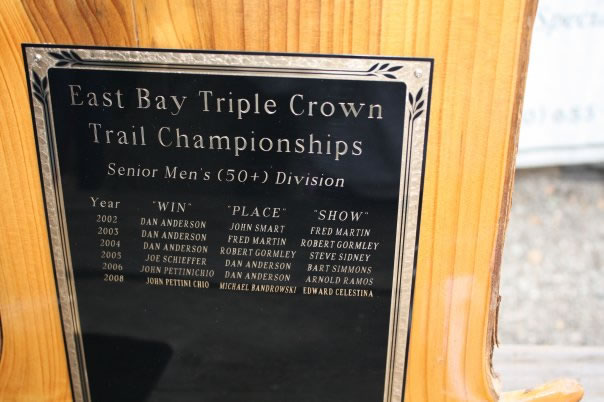 East Bay Triple Crown
Trail Championships
Senior Men's (50+) Division
Year "WIN" "PLACE" "SHOW"
2002 DAN ANDERSON JOHN SMART FRED MARTIN
2003 DAN ANDERSON FRED MARTIN ROBERT GORMLEY
2004 DAN ANDERSON ROBERT GORMLEY STEVE SIDNEY
2005 JOE SCHIEFFER DAN ANDERSON BART SIMMONS
2006 JOHN PETTINICHIO DAN ANDERSON ARNOLD RAMOS
2008 JOHN PETTINI CHIO MICHAEL BANDROWSKI EDWARD CELESTINA